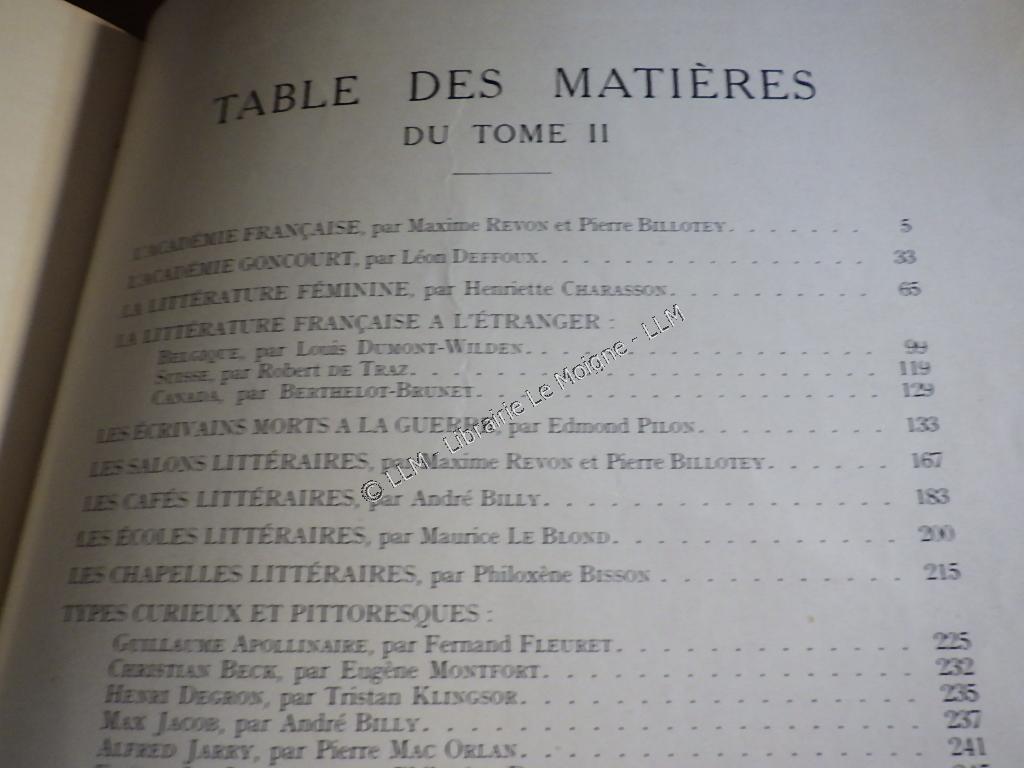 TABLE DES MATIÈRES
DU TOME II
L'ACADÉMIE FRANÇAISE, par Maxime REVON et Pierre BILLOTEY. . . . . . . 5
L'ACADÉMIE GONCOURT, par Léon DEFFOUX. . . . . . . . . . . . . . . 33
LA LITTÉRATURE FÉMININE, par Henriette CHARASSON. . . . . . . . . . 65
LA LITTÉRATURE FRANÇAISE A L'ÉTRANGER :
BELGIQUE, par Louis DUMONT-WILDEN. . . . . . . . . . . . . . . . 99
SUISSE, par Robert DE TRAZ. . . . . . . . . . . . . . . . . . . . 119
CANADA, par BERTHELOT-BRUNET. . . . . . . . . . . . . . . . . . 129
LES ÉCRIVAINS MORTS A LA GUERRE, par Edmond PILON. . . . . . . . . 133
LES SALONS LITTÉRAIRES, par Maxime REVON et Pierre BILLOTEY. . . . . . 167
LES CAFÉS LITTÉRAIRES, par André BILLY. . . . . . . . . . . . . . . 183
LES ÉCOLES LITTÉRAIRES, par Maurice LE BLOND. . . . . . . . . . . . 200
LES CHAPELLES LITTÉRAIRES, par Philoxène BISSON . . . . . . . . . . . 215
TYPES CURIEUX ET PITTORESQUES :
GUILLAUME APOLLINAIRE, par Fernand FLEURET. . . . . . . . . . . . 225
CHRISTIAN BECK, par Eugène MONTFORT. . . . . . . . . . . . . . . 232
HENRI DEGRON, par Tristan KLINGSOR. . . . . . . . . . . . . . . . 235
MAX JACOB, par André BILLY. . . . . . . . . . . . . . . . . . . . 237
ALFRED JARRY, par Pierre MAC ORLAN. . . . . . . . . . . . . . . . 241
© LLM - Librairie Le Moigne - LLM